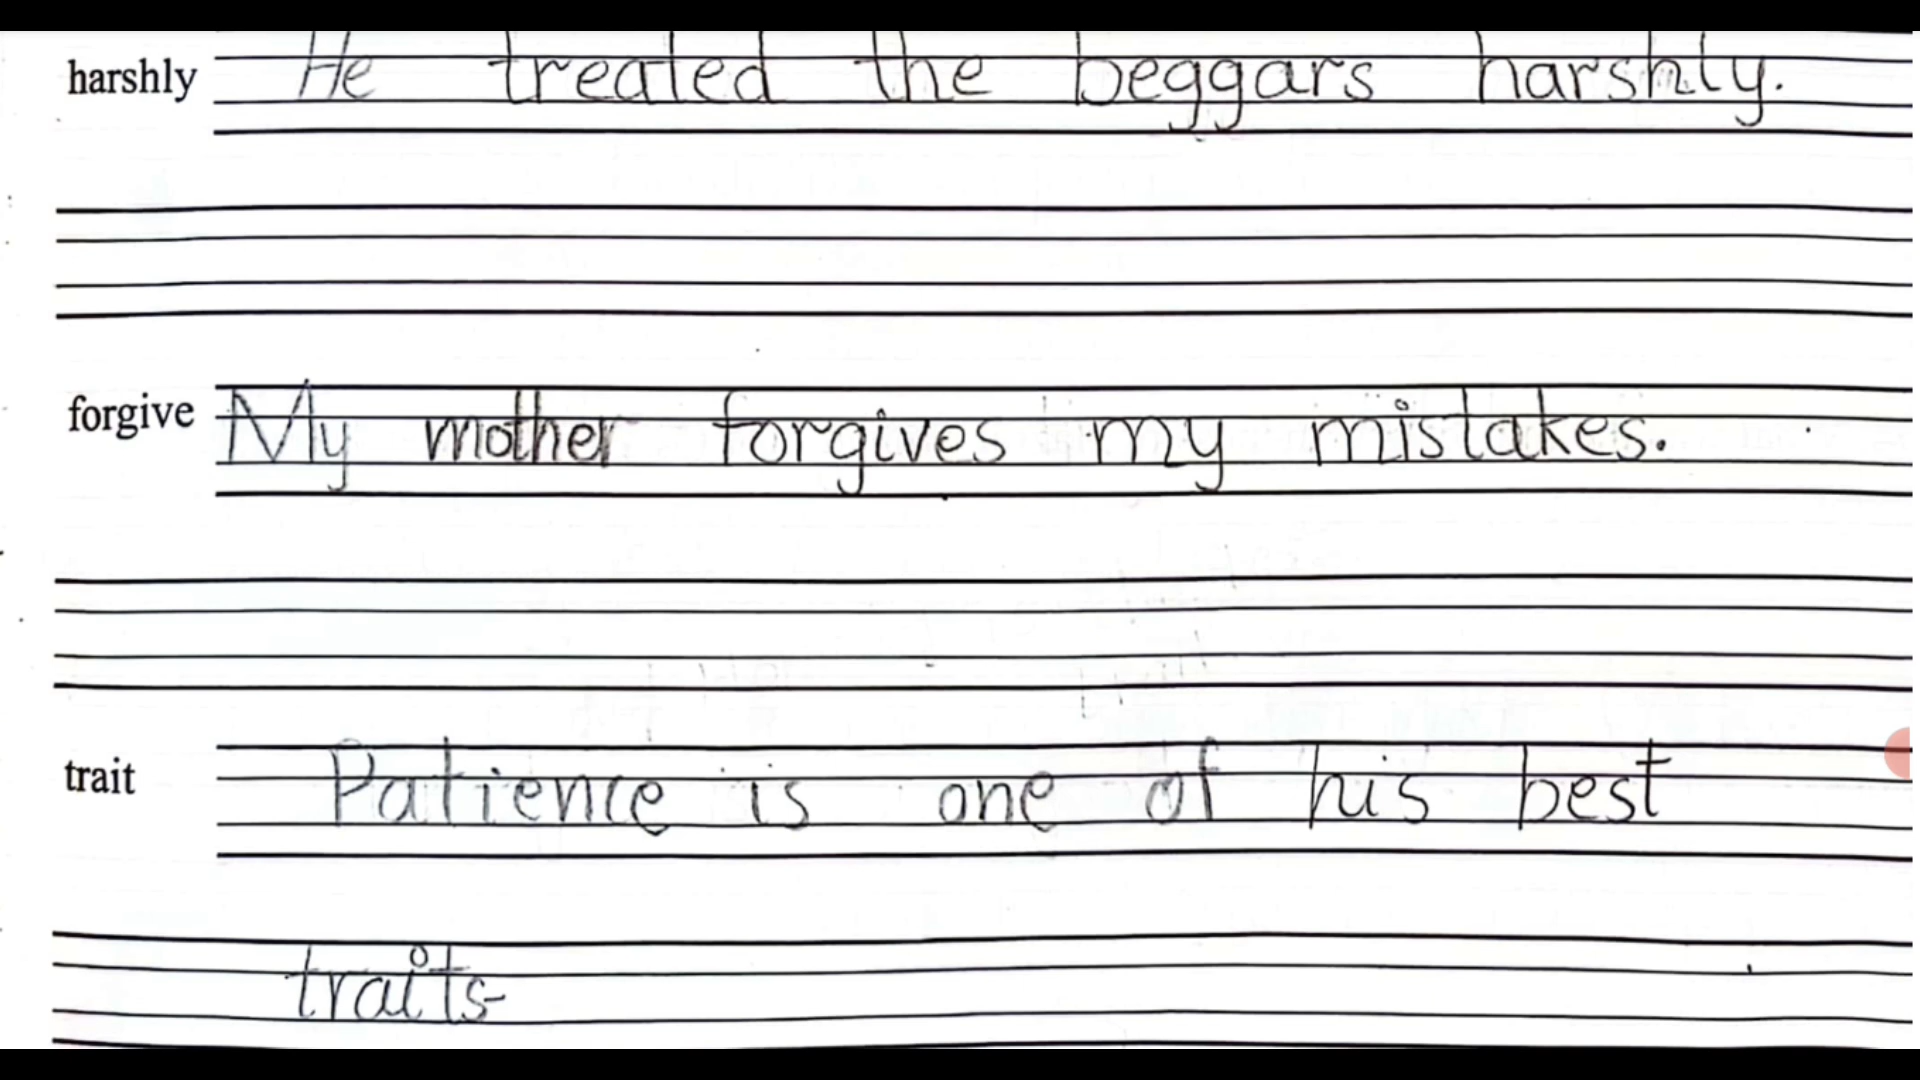 harshly He treated the beggars harshly.
forgive My mother forgives my mistakes.
trait Patience is one of his best
traits-